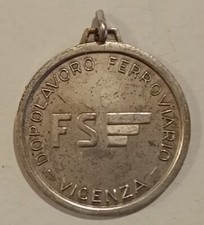 DOPOLAVORO FERROVIARIO
FS
- VICENZA -